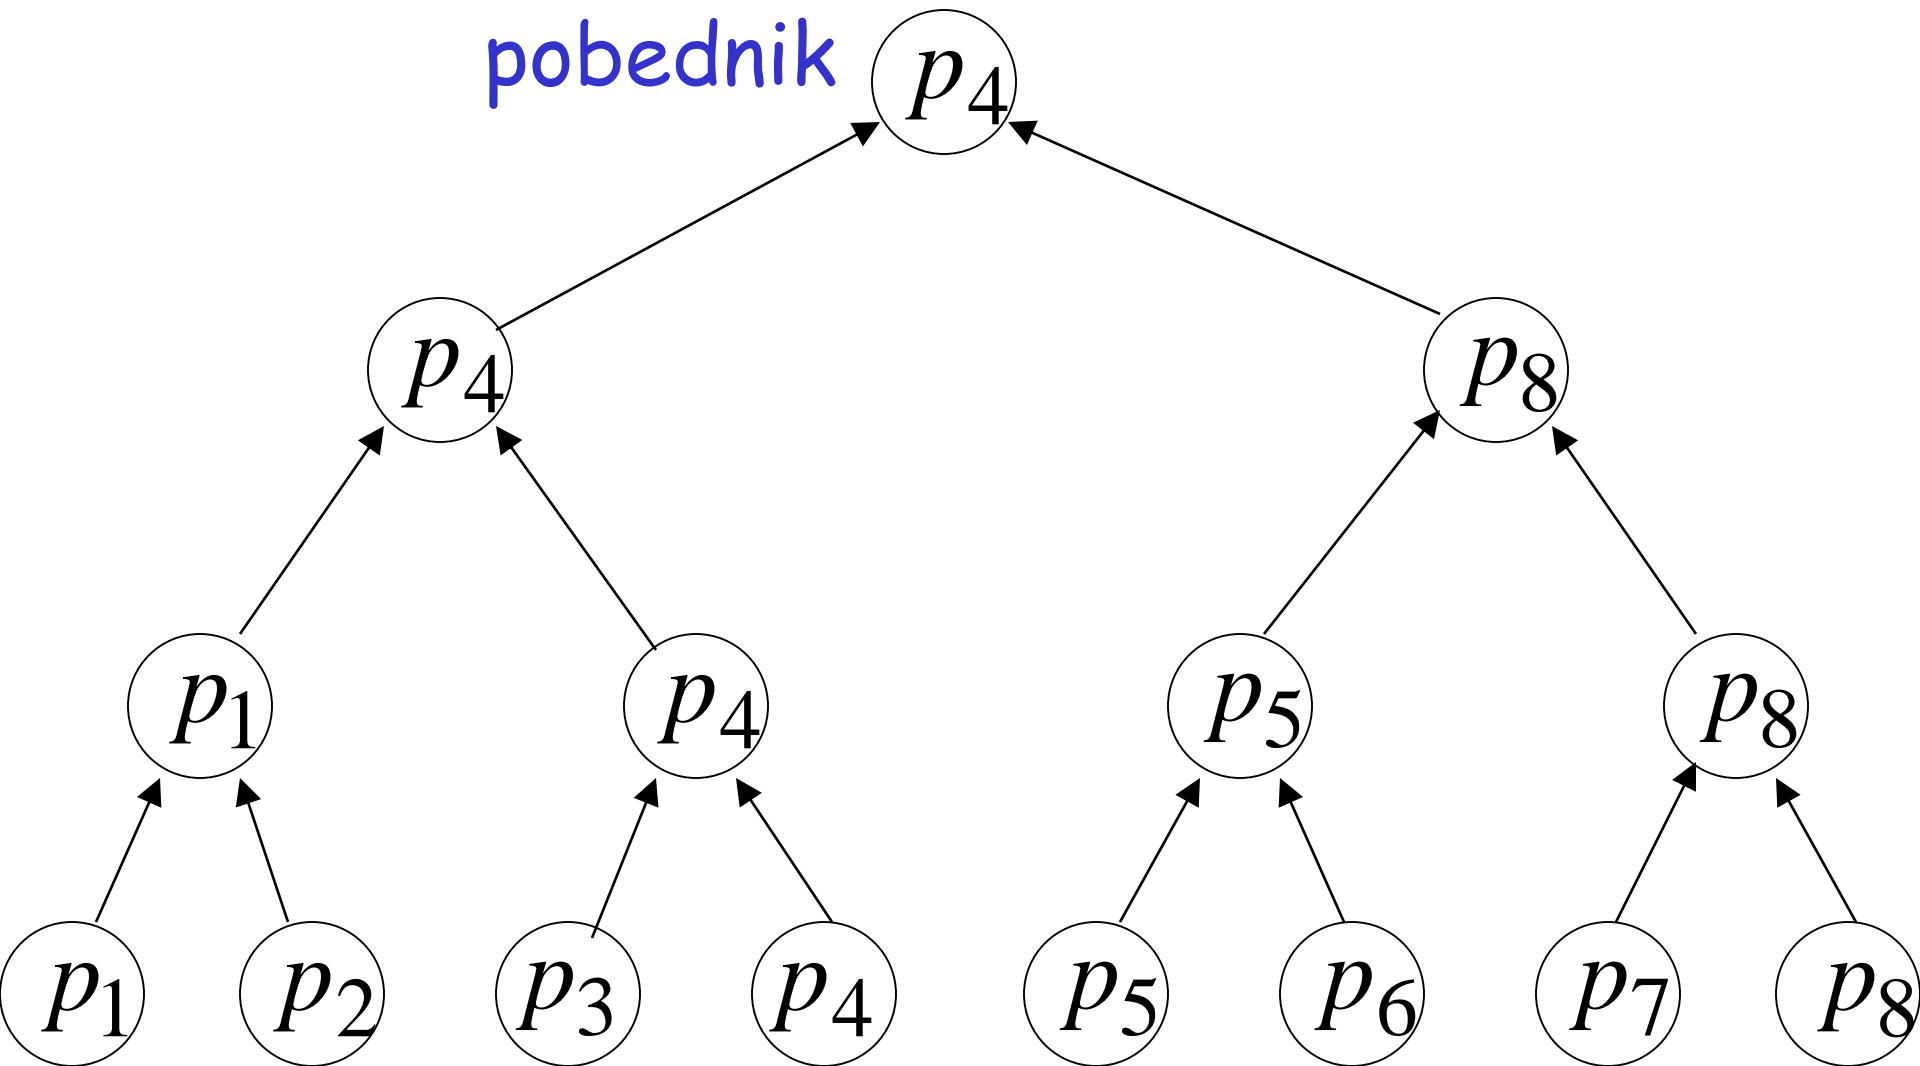 pobednik p₄
p₄ p₈
p₁ p₄ p₅ p₈
p₁ p₂ p₃ p₄ p₅ p₆ p₇ p₈